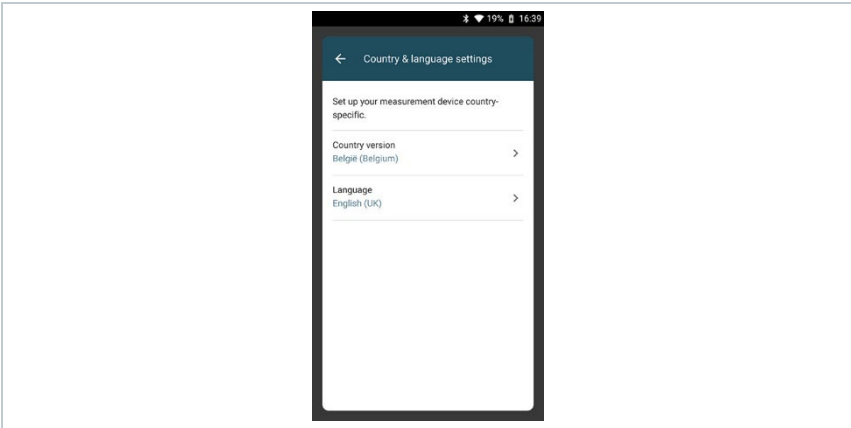 19% 16:39
Country & language settings
Set up your measurement device country-
specific.
Country version
België (Belgium)
Language
English (UK)